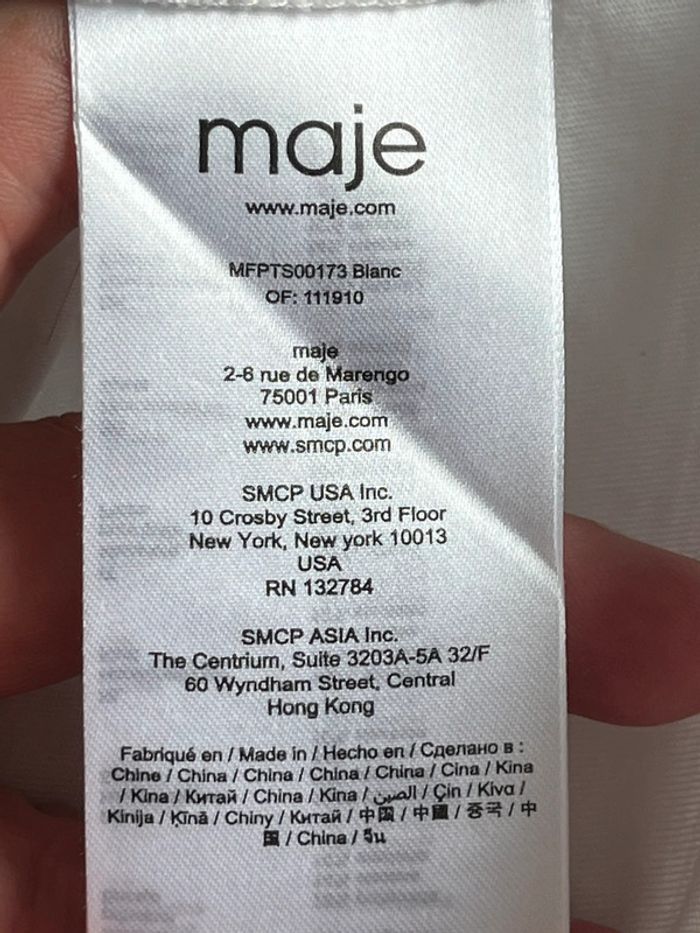 maje
www.maje.com
MFPTS00173 Blanc
OF: 111910
maje
2-6 rue de Marengo
75001 Paris
www.maje.com
www.smcp.com
SMCP USA Inc.
10 Crosby Street, 3rd Floor
New York, New york 10013
USA
RN 132784
SMCP ASIA Inc.
The Centrium, Suite 3203A-5A 32/F
60 Wyndham Street, Central
Hong Kong
Fabriqué en / Made in / Hecho en / Сделано в :
Chine / China / China / China / China / Cina / Kina
/ Kina / Китай / China / Kina / الصين / Çin / Κίνα /
Kinija / Ķīnā / Chiny / Китай / 中国 / 中國 / 중국 / 中
国 / China / จีน